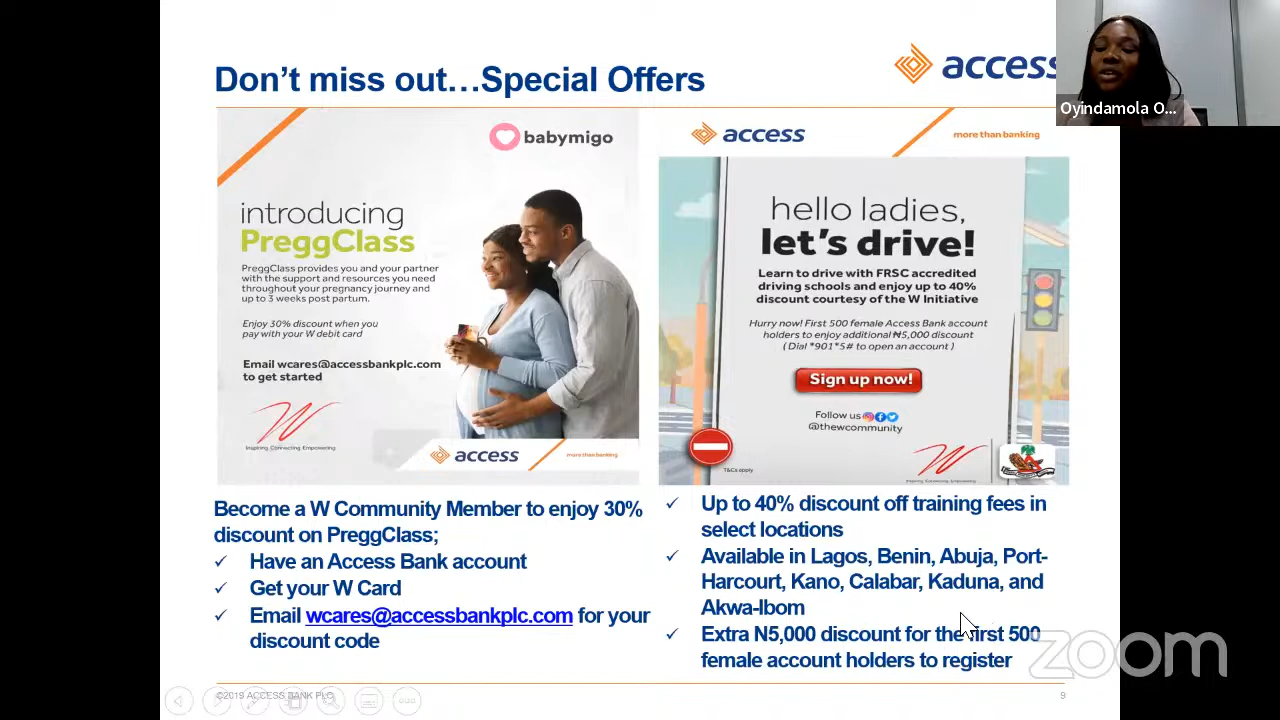 Don't miss out…Special Offers
access
Oyindamola O...
babymigo
introducing
PreggClass
PreggClass provides you and your partner
with the support and resources you need
throughout your pregnancy journey and
up to 3 weeks post partum.
Enjoy 30% discount when you
pay with your W debit card
Email wcares@accessbankplc.com
to get started
W
Inspiring. Connecting. Empowering.
access
more than banking
access
more than banking
hello ladies,
let's drive!
Learn to drive with FRSC accredited
driving schools and enjoy up to 40%
discount courtesy of the W Initiative
Hurry now! First 500 female Access Bank account
holders to enjoy additional ₦5,000 discount
( Dial *901*5# to open an account )
Sign up now!
Follow us
@thewcommunity
T&Cs apply
W
Inspiring. Connecting. Empowering.
Become a W Community Member to enjoy 30%
discount on PreggClass;
✓ Have an Access Bank account
✓ Get your W Card
✓ Email wcares@accessbankplc.com for your
discount code
✓ Up to 40% discount off training fees in
select locations
✓ Available in Lagos, Benin, Abuja, Port-
Harcourt, Kano, Calabar, Kaduna, and
Akwa-Ibom
✓ Extra N5,000 discount for the first 500
female account holders to register
zoom
©2019 ACCESS BANK PLC
9